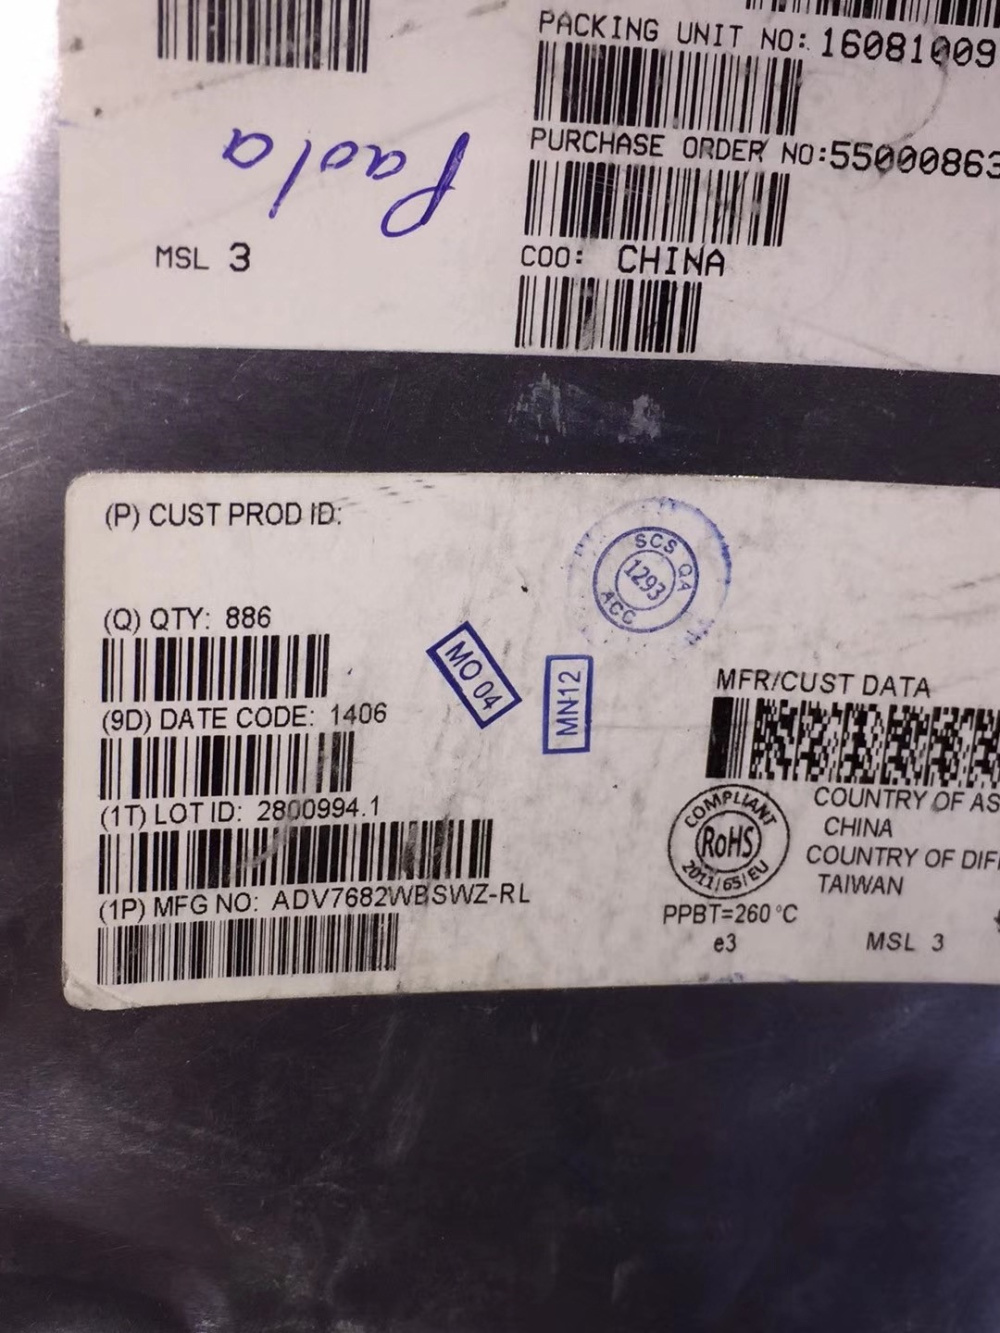 PACKING UNIT NO: 16081009
PURCHASE ORDER NO:55000863
Paola
MSL 3
COO: CHINA
(P) CUST PROD ID:
SCS QA
1293
ACC
(Q) QTY: 886
MO 04
MN12
(9D) DATE CODE: 1406
MFR/CUST DATA
(1T) LOT ID: 2800994.1
COMPLIANT
RoHS
2011/65/EU
COUNTRY OF AS
CHINA
COUNTRY OF DIF
TAIWAN
(1P) MFG NO: ADV7682WBSWZ-RL
PPBT=260°C
e3
MSL 3